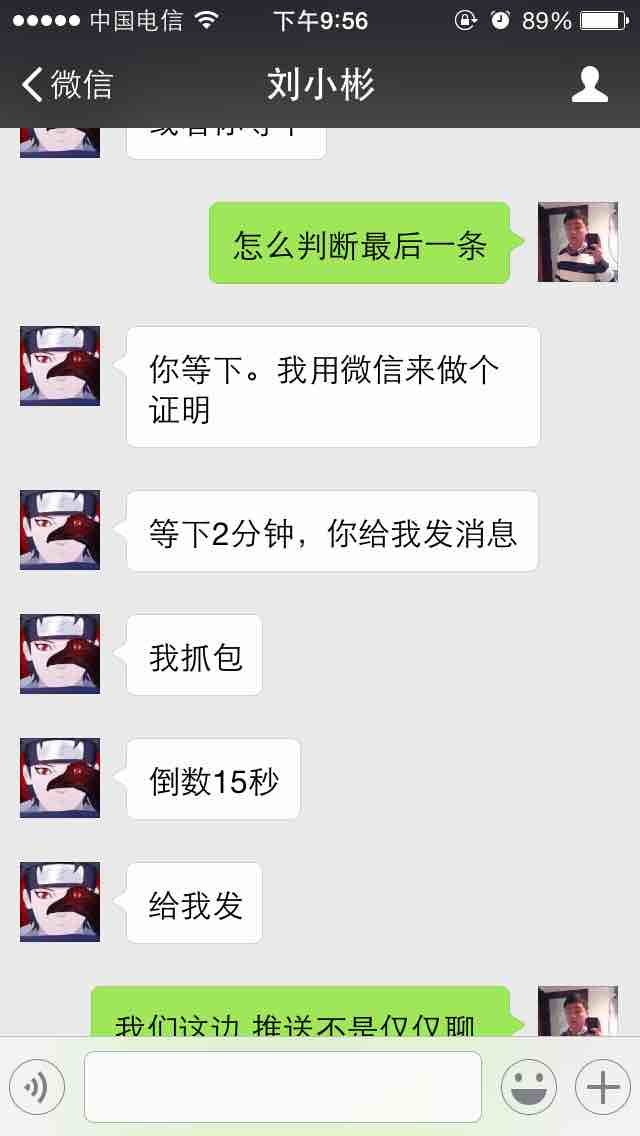 中国电信 下午9:56 89%
微信 刘小彬
怎么判断最后一条
你等下。我用微信来做个
证明
等下2分钟，你给我发消息
我抓包
倒数15秒
给我发
我们这边 推送不是仅仅聊